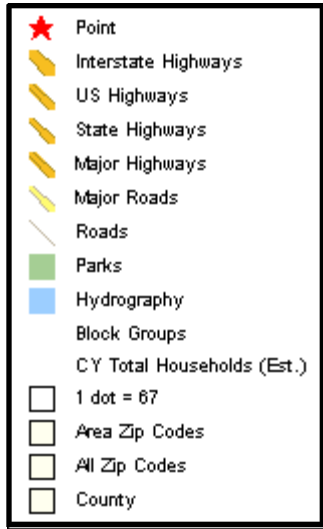 Point
Interstate Highways
US Highways
State Highways
Major Highways
Major Roads
Roads
Parks
Hydrography
Block Groups
CY Total Households (Est.)
1 dot = 67
Area Zip Codes
All Zip Codes
County